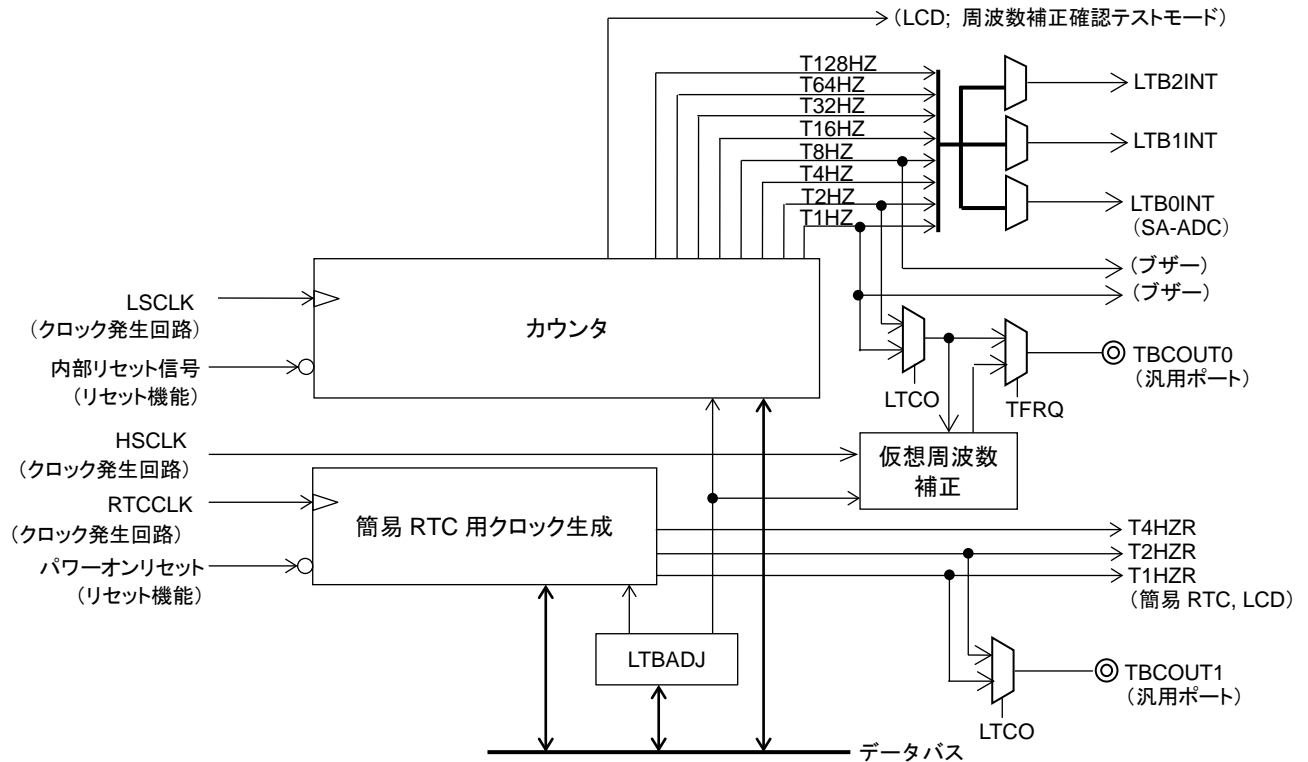 (LCD; 周波数補正確認テストモード)
T128HZ
T64HZ
T32HZ
T16HZ
T8HZ
T4HZ
T2HZ
T1HZ
LTB2INT
LTB1INT
LTB0INT
(SA-ADC)
(ブザー)
(ブザー)
LSCLK
(クロック発生回路)
カウンタ
内部リセット信号
(リセット機能)
LTCO
TFRQ
TBCOUT0
(汎用ポート)
HSCLK
(クロック発生回路)
仮想周波数
補正
RTCCLK
(クロック発生回路)
簡易 RTC 用クロック生成
パワーオンリセット
(リセット機能)
T4HZR
T2HZR
T1HZR
(簡易 RTC, LCD)
LTBADJ
TBCOUT1
(汎用ポート)
LTCO
データバス